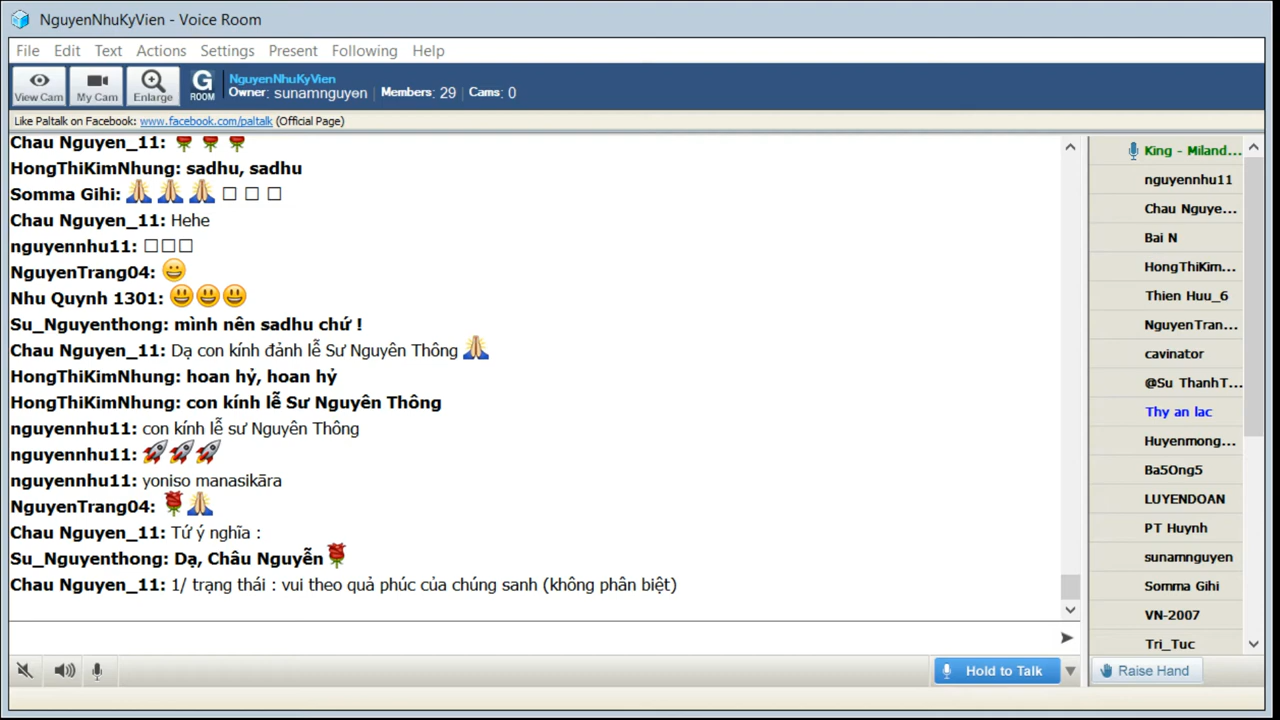 NguyenNhuKyVien - Voice Room
File Edit Text Actions Settings Present Following Help
View Cam My Cam Enlarge G ROOM
NguyenNhuKyVien
Owner: sunamnguyen | Members: 29 | Cams: 0
Like Paltalk on Facebook: www.facebook.com/paltalk (Official Page)
Chau Nguyen_11: 🌹 🌹 🌹
HongThiKimNhung: sadhu, sadhu
Somma Gihi: 🙏 🙏 🙏 □ □ □
Chau Nguyen_11: Hehe
nguyennhu11: □□□
NguyenTrang04: 😀
Nhu Quynh 1301: 😃😃😃
Su_Nguyenthong: mình nên sadhu chứ !
Chau Nguyen_11: Dạ con kính đảnh lễ Sư Nguyên Thông 🙏
HongThiKimNhung: hoan hỷ, hoan hỷ
HongThiKimNhung: con kính lễ Sư Nguyên Thông
nguyennhu11: con kính lễ sư Nguyên Thông
nguyennhu11: 🚀🚀🚀
nguyennhu11: yoniso manasikāra
NguyenTrang04: 🌹🙏
Chau Nguyen_11: Tứ ý nghĩa :
Su_Nguyenthong: Dạ, Châu Nguyễn🌹
Chau Nguyen_11: 1/ trạng thái : vui theo quả phúc của chúng sanh (không phân biệt)
King - Miland...
nguyennhu11
Chau Nguye...
Bai N
HongThiKim...
Thien Huu_6
NguyenTran...
cavinator
@Su ThanhT...
Thy an lac
Huyenmong...
Ba5Ong5
LUYENDOAN
PT Huynh
sunamnguyen
Somma Gihi
VN-2007
Tri_Tuc
Hold to Talk
Raise Hand